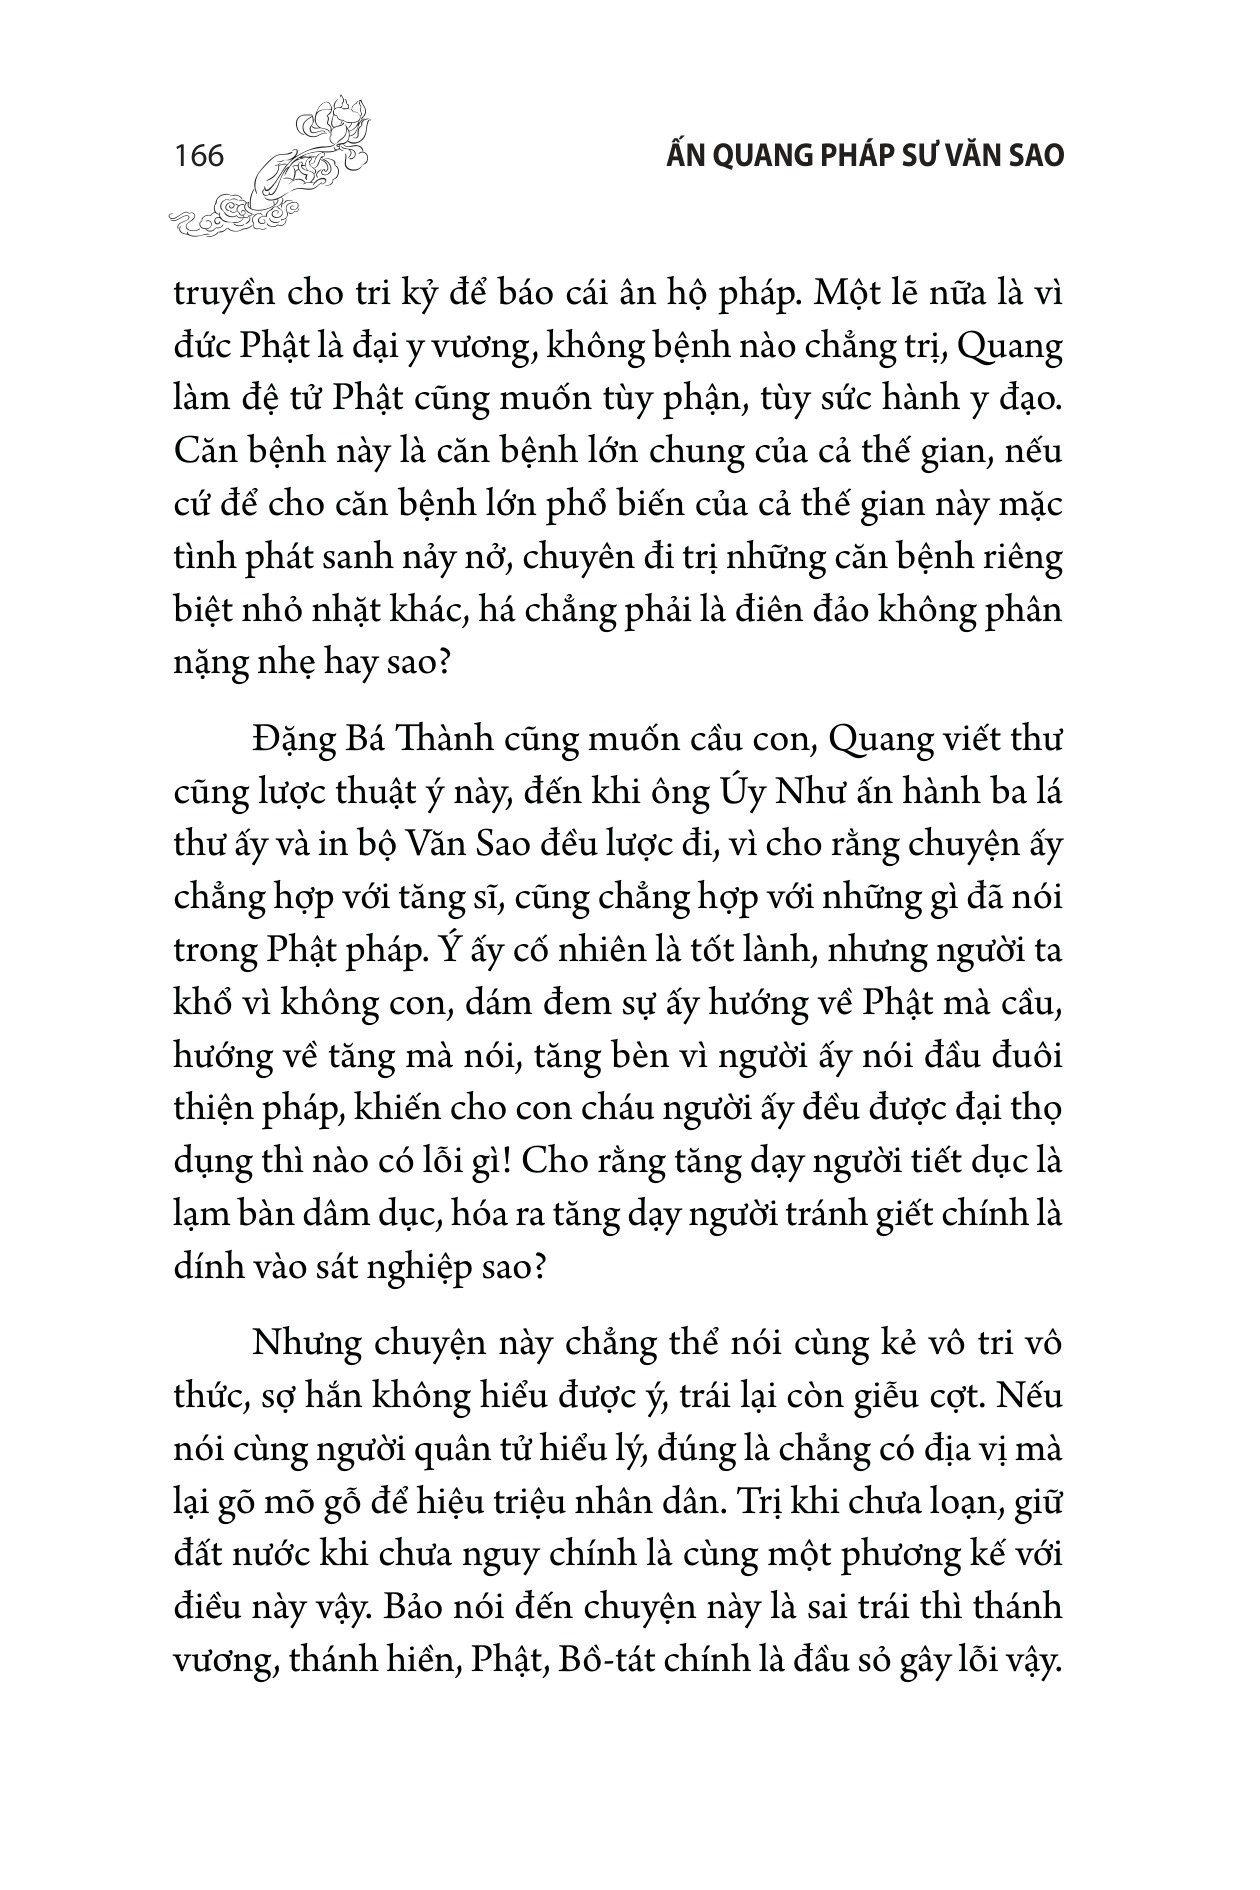 166
ẤN QUANG PHÁP SƯ VĂN SAO
truyền cho tri kỷ để báo cái ân hộ pháp. Một lẽ nữa là vì
đức Phật là đại y vương, không bệnh nào chẳng trị, Quang
làm đệ tử Phật cũng muốn tùy phận, tùy sức hành y đạo.
Căn bệnh này là căn bệnh lớn chung của cả thế gian, nếu
cứ để cho căn bệnh lớn phổ biến của cả thế gian này mặc
tình phát sanh nảy nở, chuyên đi trị những căn bệnh riêng
biệt nhỏ nhặt khác, há chẳng phải là điên đảo không phân
nặng nhẹ hay sao?
Đặng Bá Thành cũng muốn cầu con, Quang viết thư
cũng lược thuật ý này, đến khi ông Úy Như ấn hành ba lá
thư ấy và in bộ Văn Sao đều lược đi, vì cho rằng chuyện ấy
chẳng hợp với tăng sĩ, cũng chẳng hợp với những gì đã nói
trong Phật pháp. Ý ấy cố nhiên là tốt lành, nhưng người ta
khổ vì không con, dám đem sự ấy hướng về Phật mà cầu,
hướng về tăng mà nói, tăng bèn vì người ấy nói đầu đuôi
thiện pháp, khiến cho con cháu người ấy đều được đại thọ
dụng thì nào có lỗi gì! Cho rằng tăng dạy người tiết dục là
lạm bàn dâm dục, hóa ra tăng dạy người tránh giết chính là
dính vào sát nghiệp sao?
Nhưng chuyện này chẳng thể nói cùng kẻ vô tri vô
thức, sợ hắn không hiểu được ý, trái lại còn giễu cợt. Nếu
nói cùng người quân tử hiểu lý, đúng là chẳng có địa vị mà
lại gõ mõ gỗ để hiệu triệu nhân dân. Trị khi chưa loạn, giữ
đất nước khi chưa nguy chính là cùng một phương kế với
điều này vậy. Bảo nói đến chuyện này là sai trái thì thánh
vương, thánh hiền, Phật, Bồ-tát chính là đầu sỏ gây lỗi vậy.